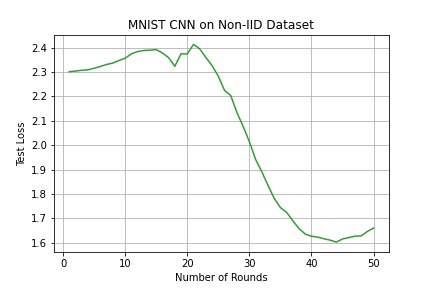 MNIST CNN on Non-IID Dataset
2.4
2.3
2.2
2.1
2.0
1.9
1.8
1.7
1.6
Test Loss
0 10 20 30 40 50
Number of Rounds